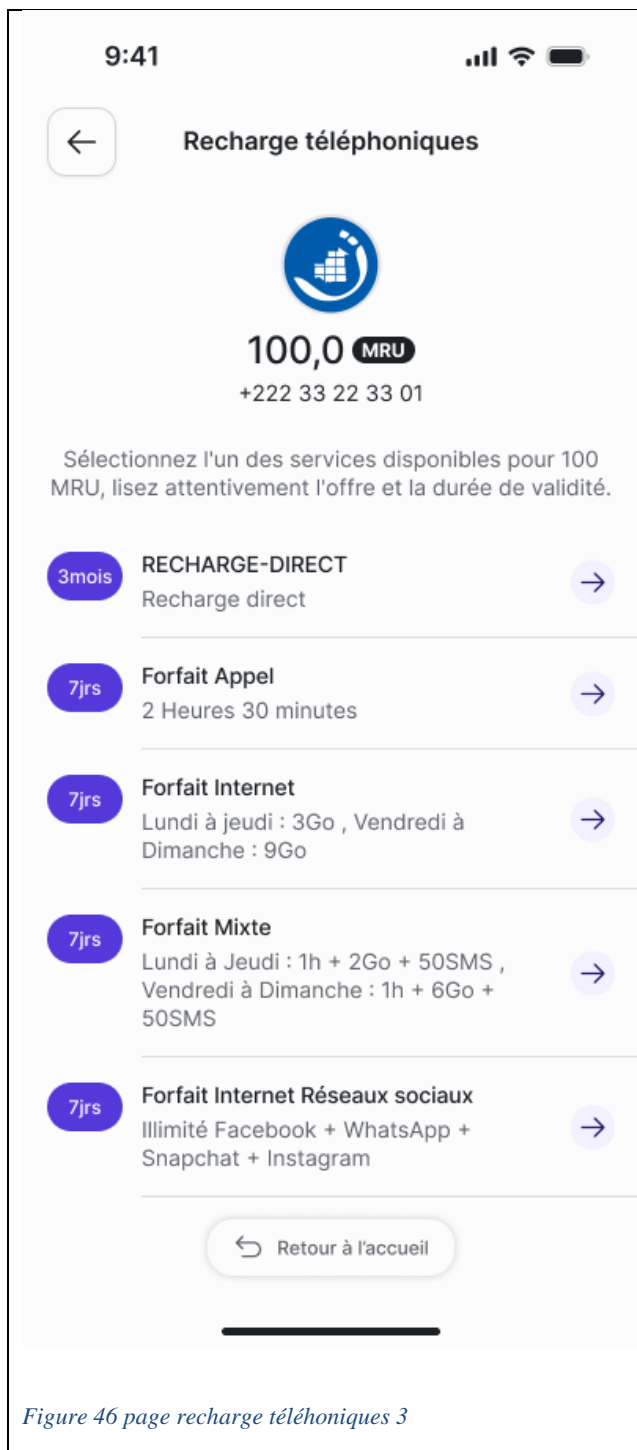 9:41
Recharge téléphoniques
100,0 MRU
+222 33 22 33 01
Sélectionnez l'un des services disponibles pour 100
MRU, lisez attentivement l'offre et la durée de validité.
3mois
RECHARGE-DIRECT
Recharge direct
7jrs
Forfait Appel
2 Heures 30 minutes
7jrs
Forfait Internet
Lundi à jeudi : 3Go , Vendredi à
Dimanche : 9Go
7jrs
Forfait Mixte
Lundi à Jeudi : 1h + 2Go + 50SMS ,
Vendredi à Dimanche : 1h + 6Go +
50SMS
7jrs
Forfait Internet Réseaux sociaux
Illimité Facebook + WhatsApp +
Snapchat + Instagram
Retour à l'accueil
Figure 46 page recharge téléhoniques 3